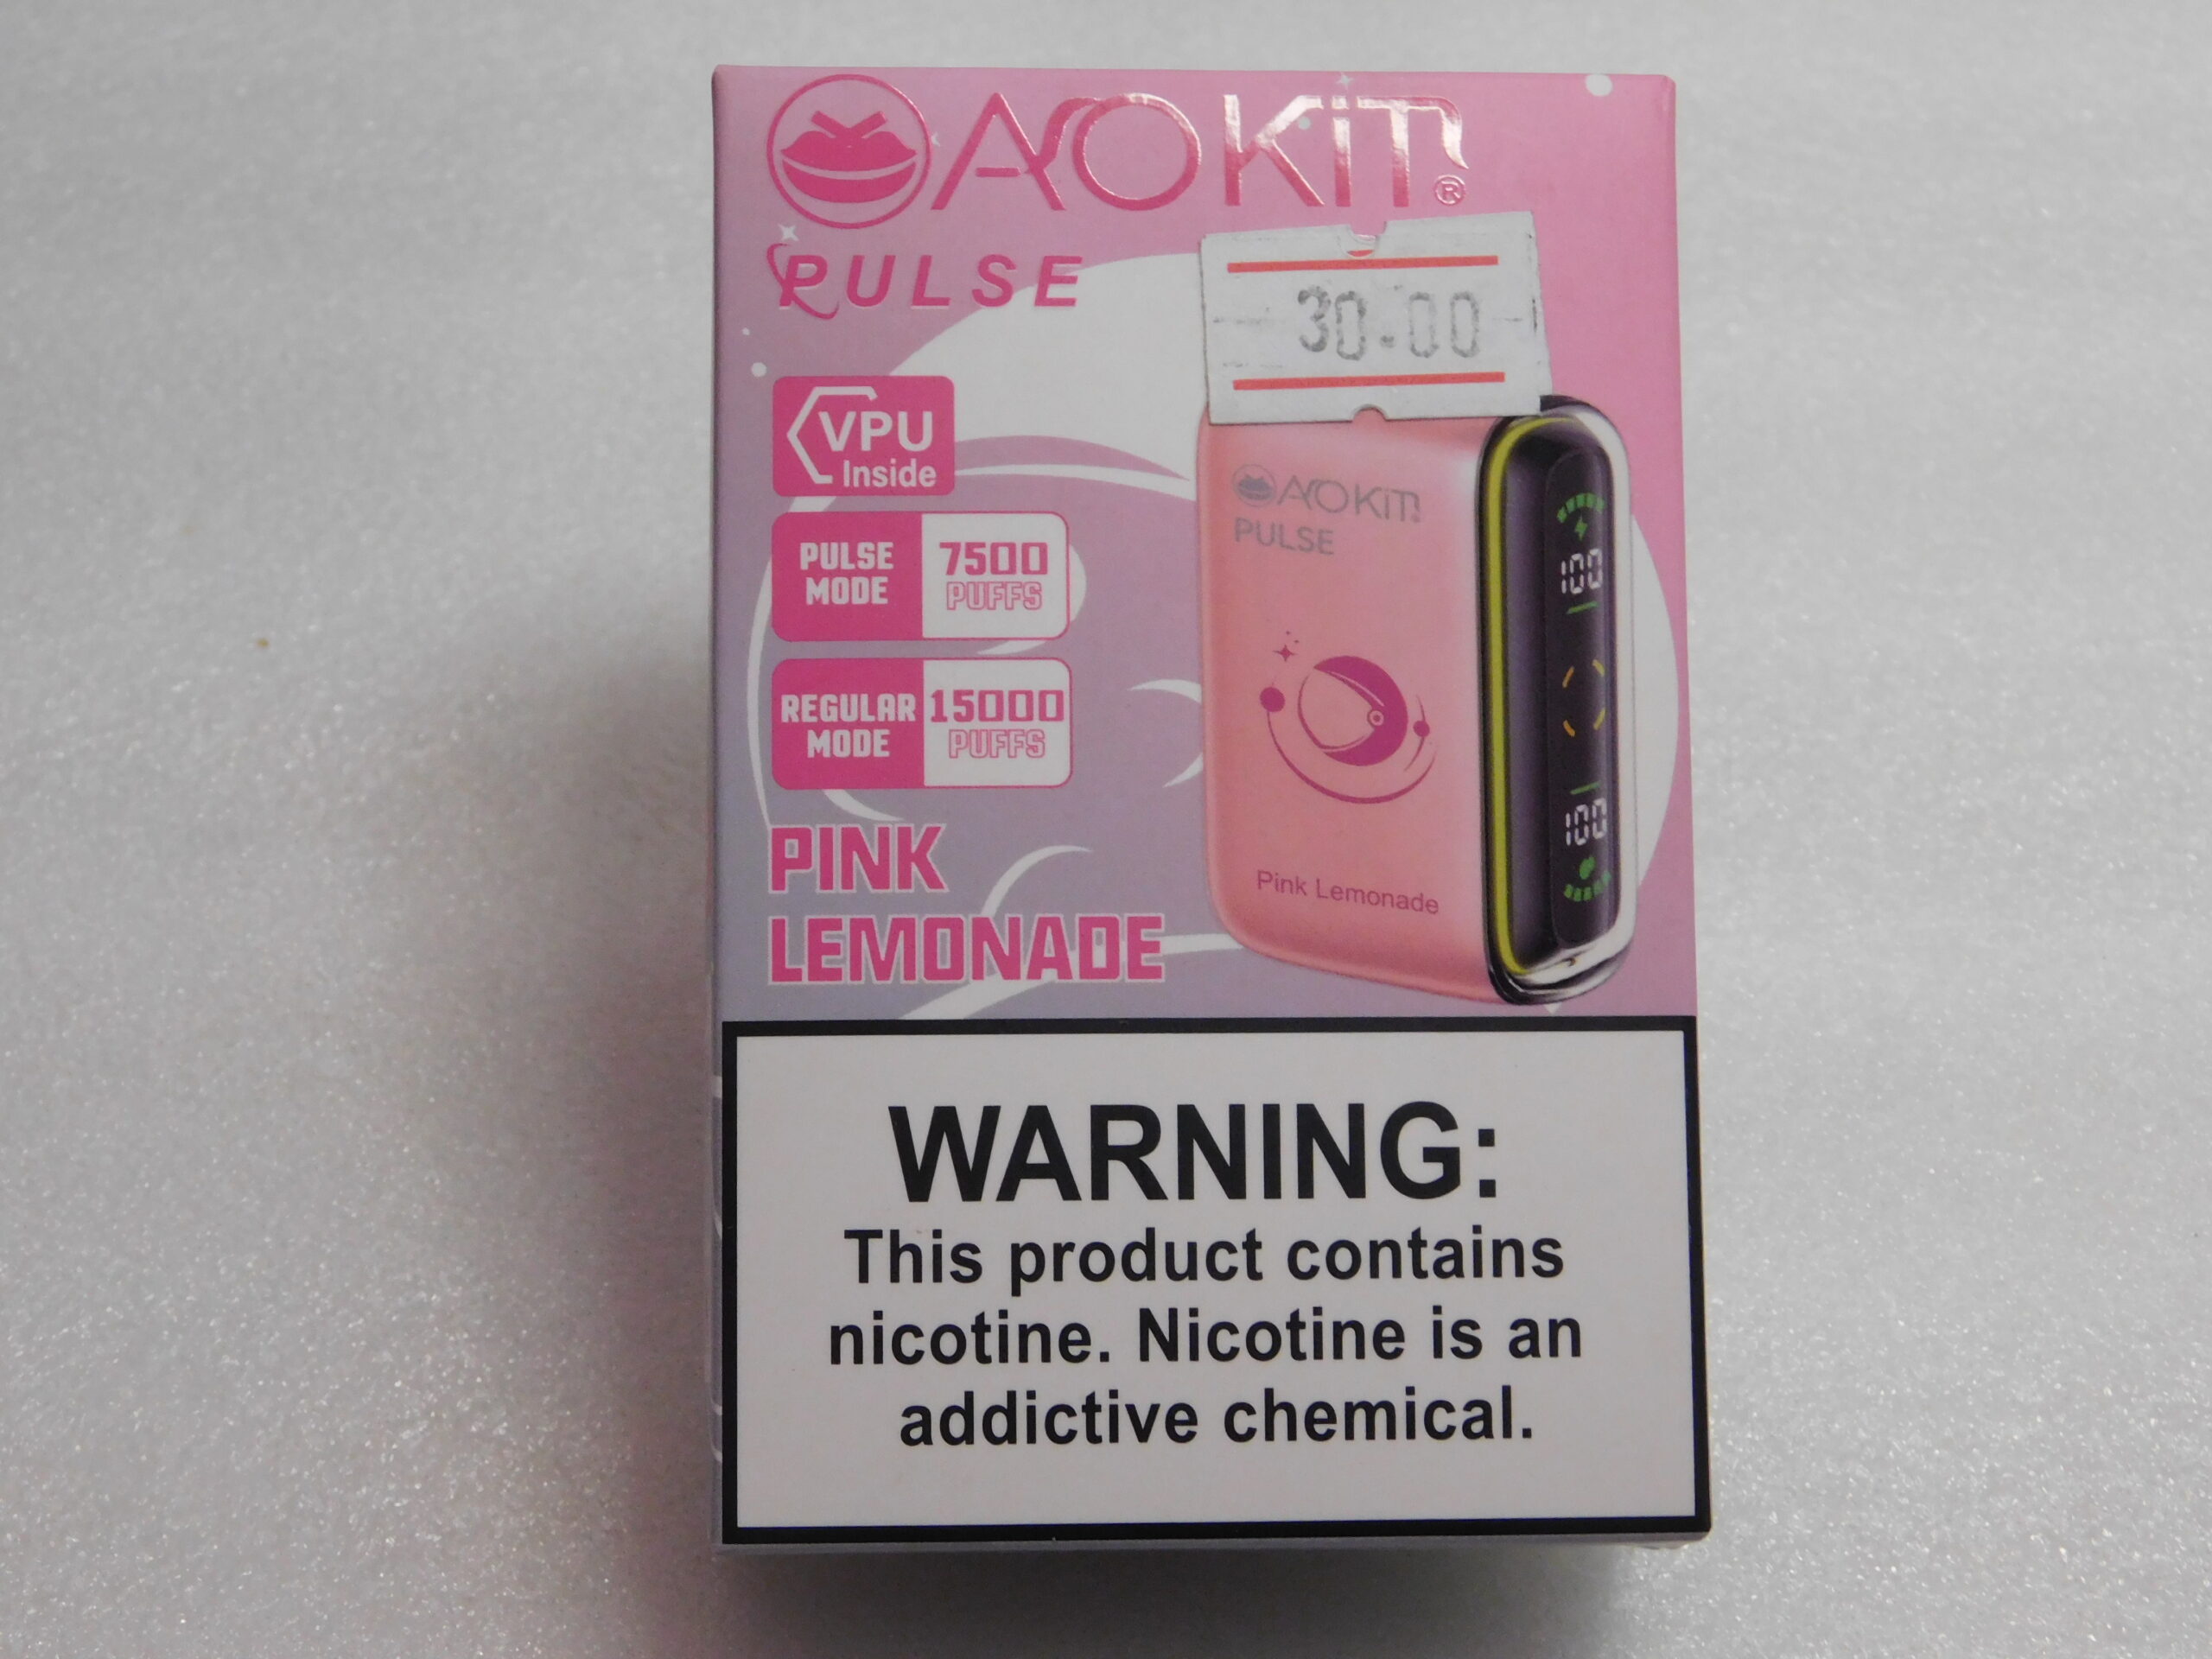 AOKIT®
PULSE
30.00
VPU
Inside
PULSE MODE 7500 PUFFS
REGULAR MODE 15000 PUFFS
PINK
LEMONADE
AOKIT
PULSE
100
100
Pink Lemonade
WARNING:
This product contains
nicotine. Nicotine is an
addictive chemical.